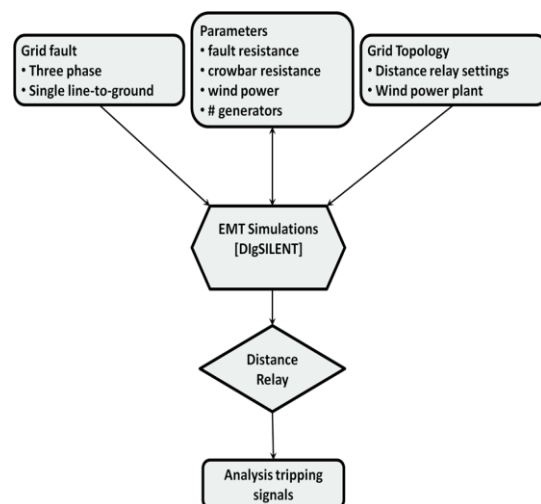 Grid fault
• Three phase
• Single line-to-ground
Parameters
• fault resistance
• crowbar resistance
• wind power
• # generators
Grid Topology
• Distance relay settings
• Wind power plant
EMT Simulations
[DIgSILENT]
Distance
Relay
Analysis tripping
signals